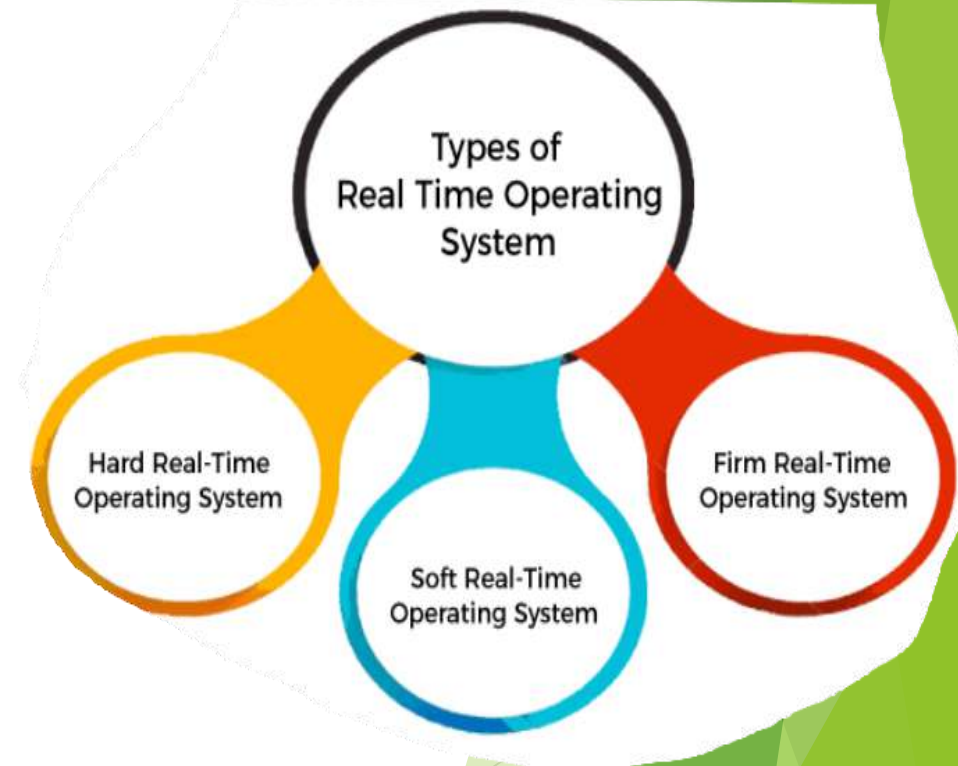 Types of
Real Time Operating
System
Hard Real-Time
Operating System
Soft Real-Time
Operating System
Firm Real-Time
Operating System